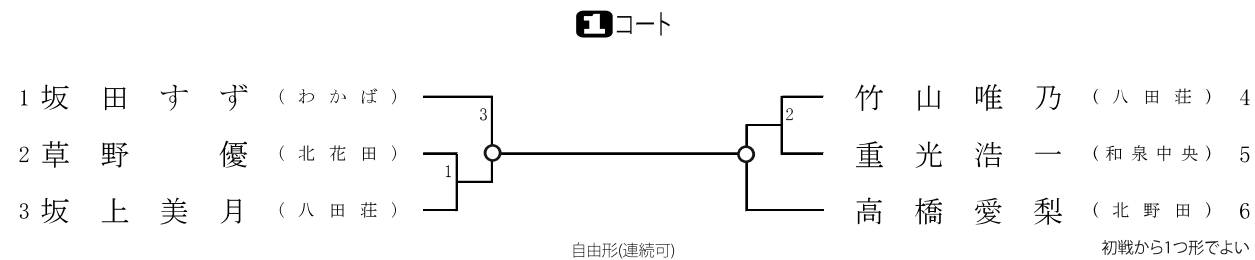 1コート
1 坂田すず (わかば) 3 2 竹山唯乃 (八田荘) 4
2 草野 優 (北花田) 1 重光浩一 (和泉中央) 5
3 坂上美月 (八田荘) 高橋愛梨 (北野田) 6
自由形(連続可) 初戦から1つ形でよい